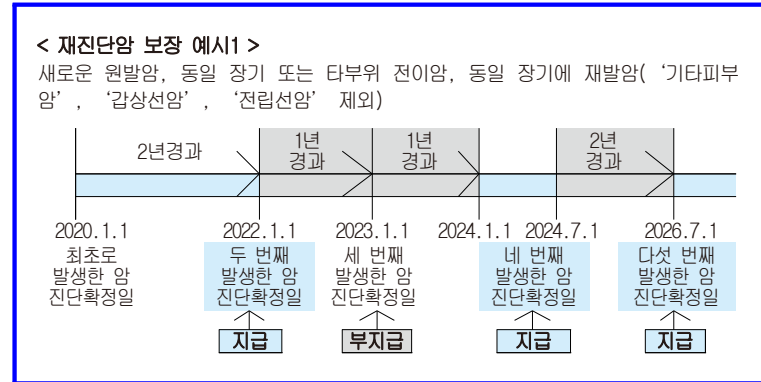 < 재진단암 보장 예시1 >
새로운 원발암, 동일 장기 또는 타부위 전이암, 동일 장기에 재발암( ‘기타피부
암’ , ‘갑상선암’ , ‘전립선암’ 제외)
2년경과 1년 경과 1년 경과 2년 경과
2020.1.1 2022.1.1 2023.1.1 2024.1.1 2024.7.1 2026.7.1
최초로 두 번째 세 번째 네 번째 다섯 번째
발생한 암 발생한 암 발생한 암 발생한 암 발생한 암
진단확정일 진단확정일 진단확정일 진단확정일 진단확정일
지급 부지급 지급 지급